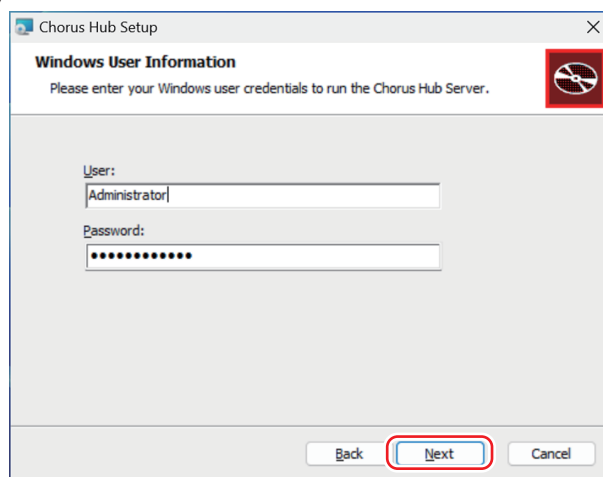 Chorus Hub Setup
Windows User Information
Please enter your Windows user credentials to run the Chorus Hub Server.
User:
Administrator
Password:
••••••••••••
Back
Next
Cancel